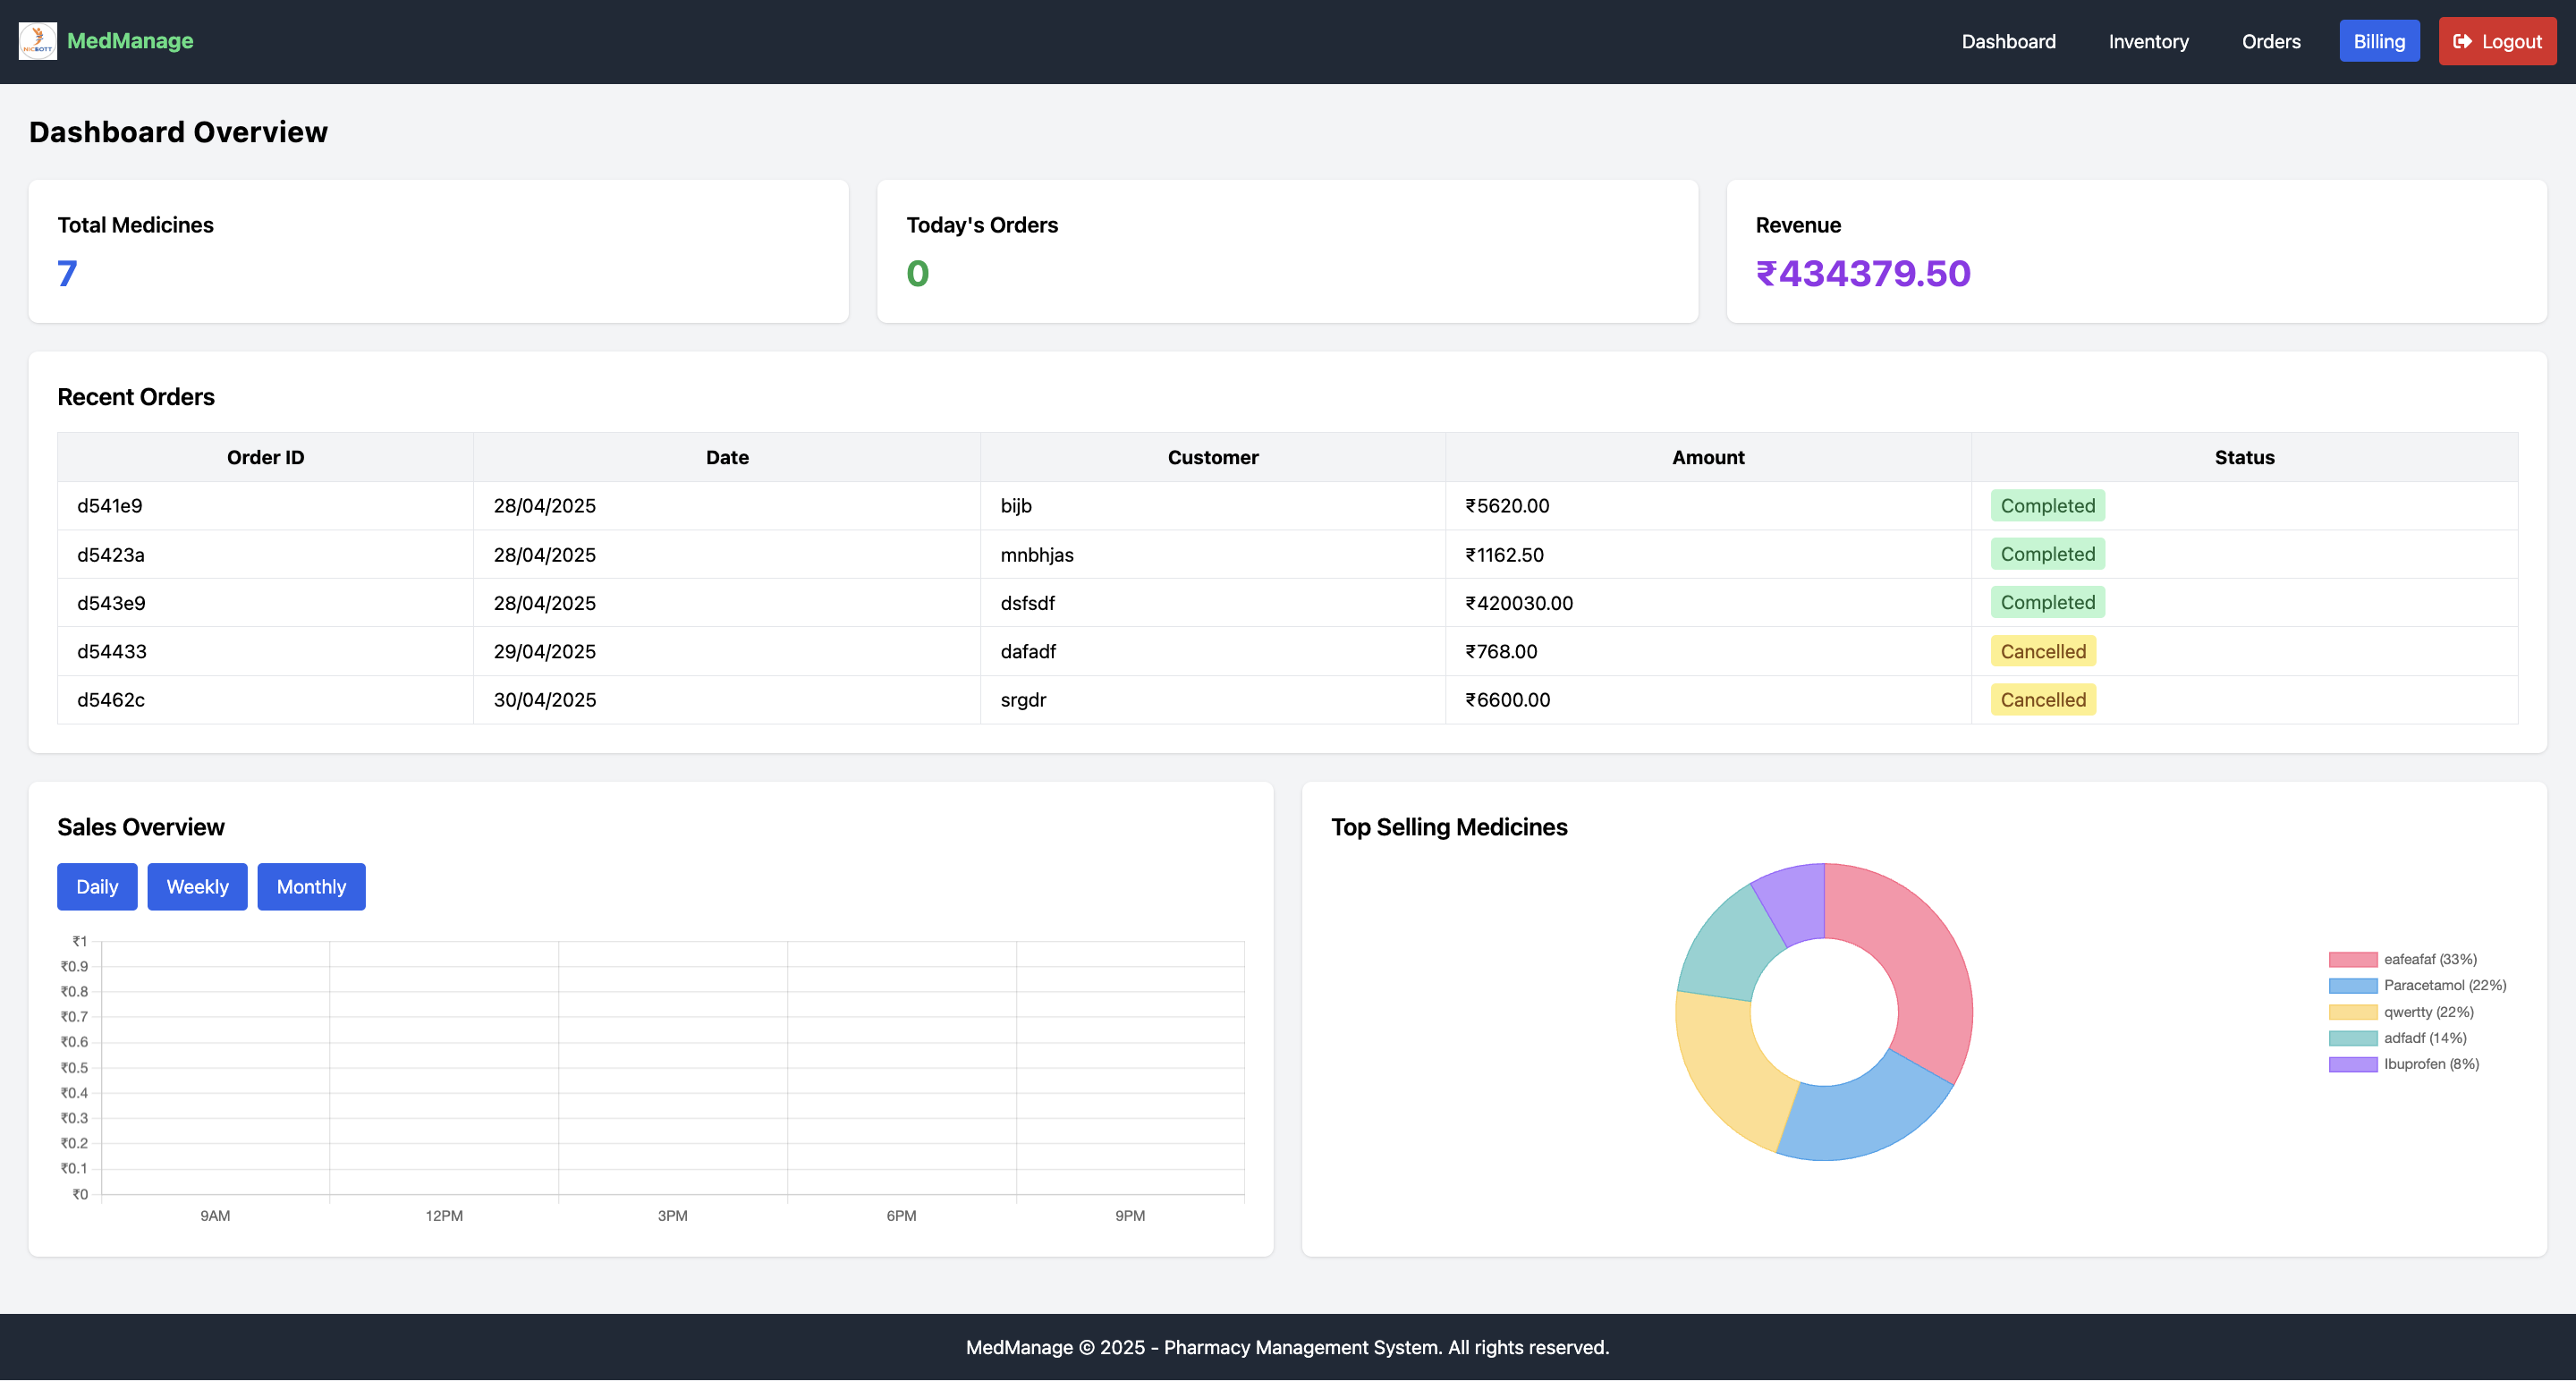 NICBOTT MedManage Dashboard Inventory Orders Billing Logout
Dashboard Overview
Total Medicines
7
Today's Orders
0
Revenue
₹434379.50
Recent Orders
Order ID Date Customer Amount Status
d541e9 28/04/2025 bijb ₹5620.00 Completed
d5423a 28/04/2025 mnbhjas ₹1162.50 Completed
d543e9 28/04/2025 dsfsdf ₹420030.00 Completed
d54433 29/04/2025 dafadf ₹768.00 Cancelled
d5462c 30/04/2025 srgdr ₹6600.00 Cancelled
Sales Overview
Daily Weekly Monthly
₹1
₹0.9
₹0.8
₹0.7
₹0.6
₹0.5
₹0.4
₹0.3
₹0.2
₹0.1
₹0
9AM 12PM 3PM 6PM 9PM
Top Selling Medicines
eafeafaf (33%)
Paracetamol (22%)
qwertty (22%)
adfadf (14%)
Ibuprofen (8%)
MedManage © 2025 - Pharmacy Management System. All rights reserved.